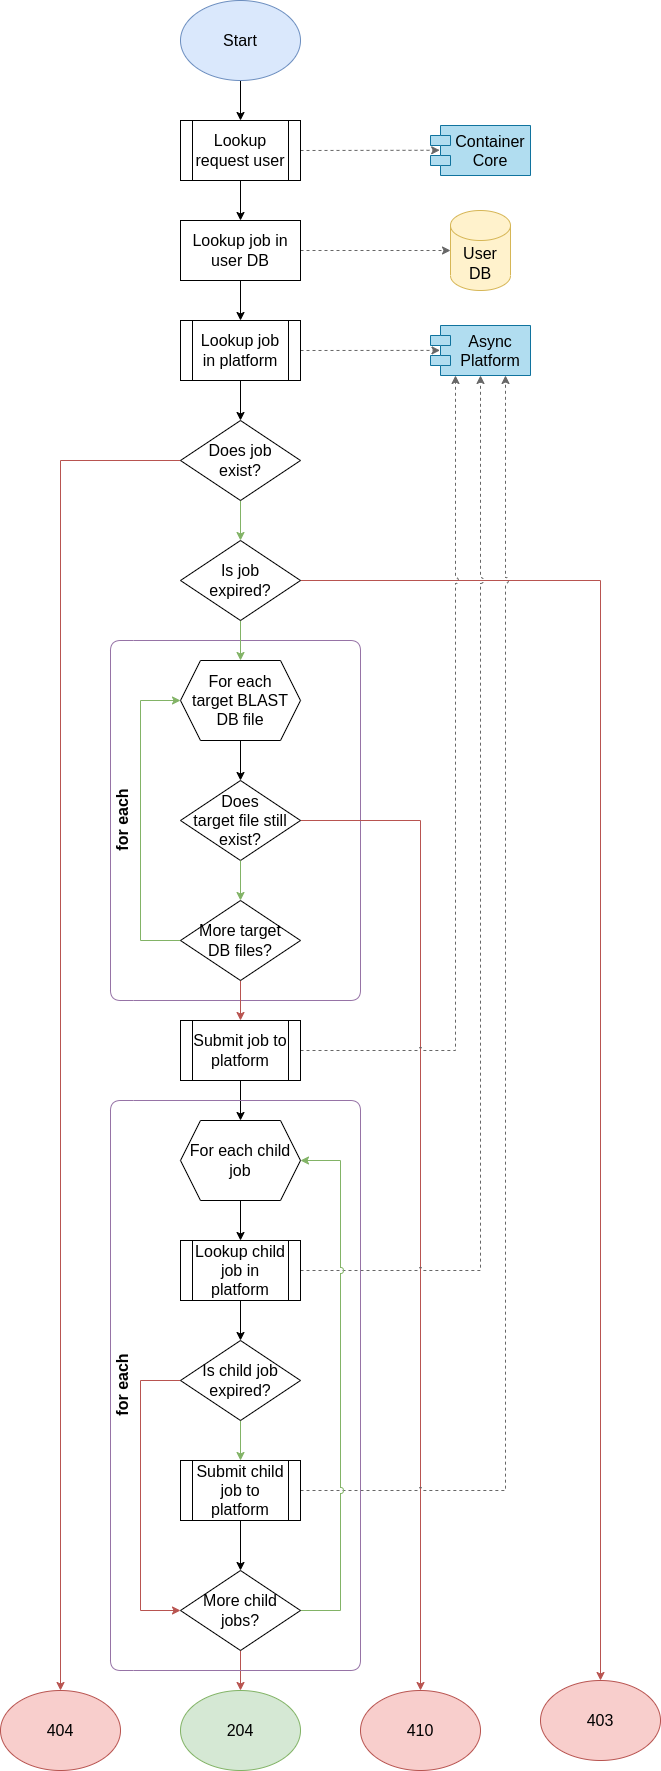 Start
Lookup
request user
Container
Core
Lookup job in
user DB
User
DB
Lookup job
in platform
Async
Platform
Does job
exist?
Is job
expired?
For each
target BLAST
DB file
for each
Does
target file still
exist?
More target
DB files?
Submit job to
platform
For each child
job
Lookup child
job in
platform
for each
Is child job
expired?
Submit child
job to
platform
More child
jobs?
404
204
410
403